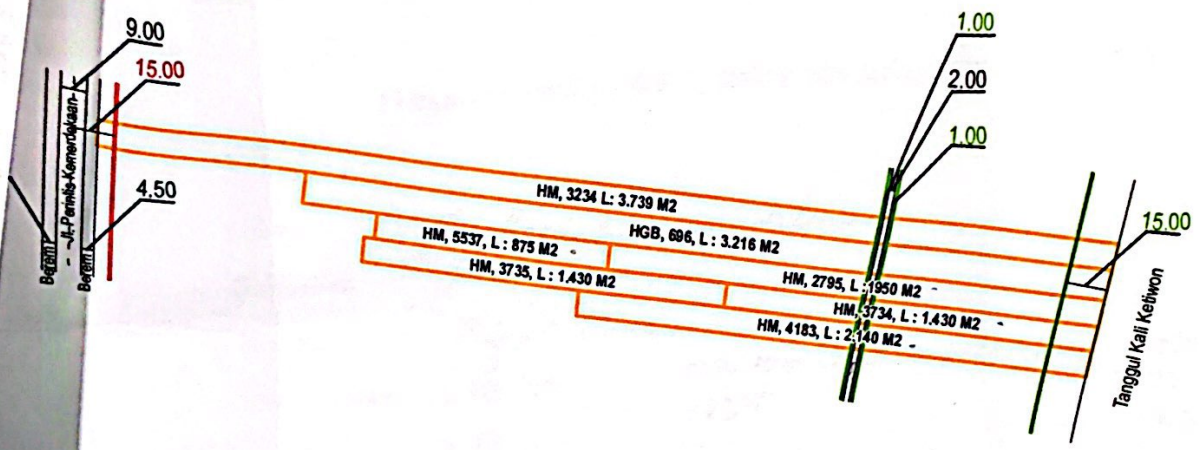 9.00
15.00
4.50
Berem
Jl. Perintis Kemerdekaan
Berem
1.00
2.00
1.00
HM, 3234 L: 3.739 M2
HGB, 696, L : 3.216 M2
HM, 5537, L : 875 M2
HM, 2795, L :1950 M2
HM, 3735, L : 1.430 M2
HM, 3734, L : 1.430 M2
HM, 4183, L : 2.140 M2
15.00
Tanggul Kali Ketiwon